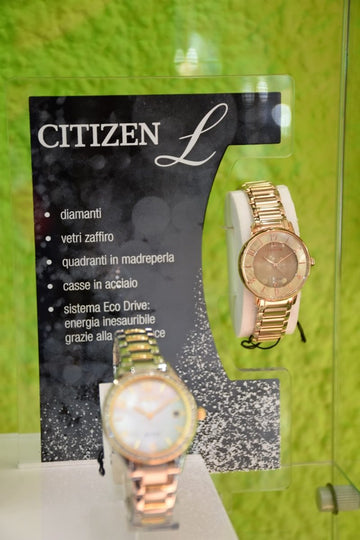 CITIZEN L
• diamanti
• vetri zaffiro
• quadranti in madreperla
• casse in acciaio
• sistema Eco Drive:
energia inesauribile
grazie alla